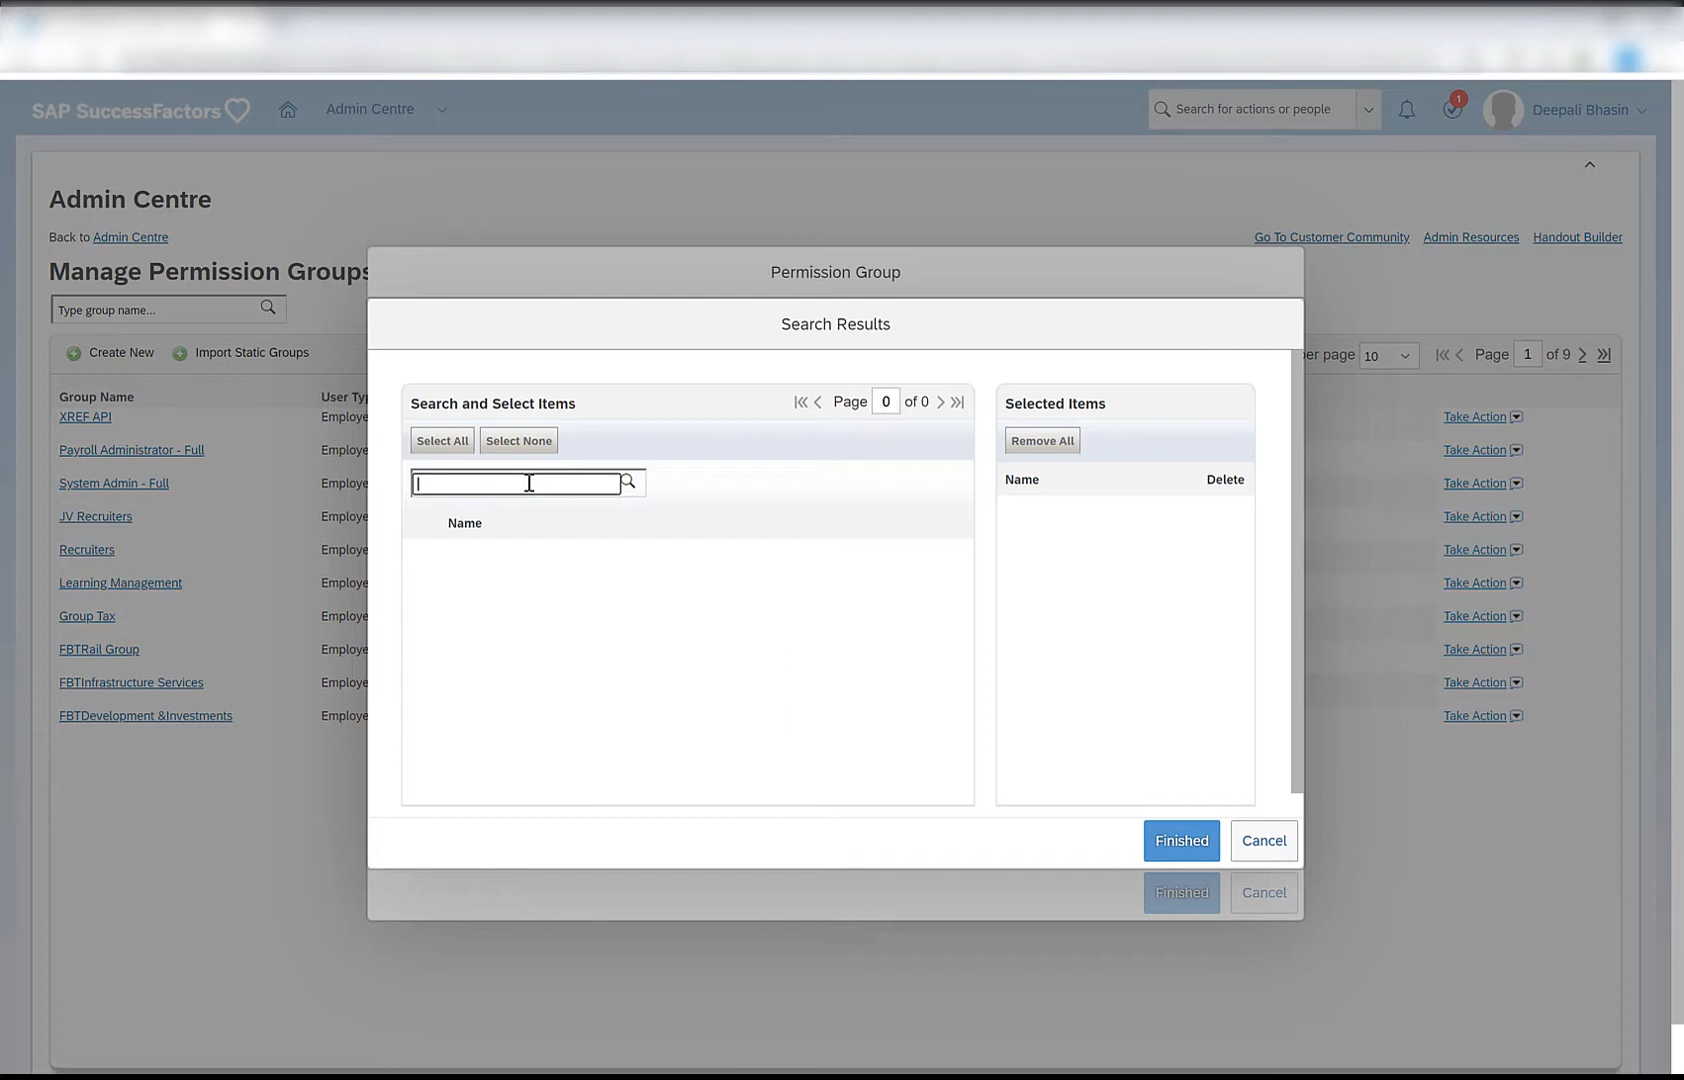 SAP SuccessFactors Admin Centre Search for actions or people 1 Deepali Bhasin
Admin Centre
Back to Admin Centre Go To Customer Community Admin Resources Handout Builder
Manage Permission Groups
Permission Group
Type group name...
Search Results
Create New Import Static Groups per page 10 Page 1 of 9
Search and Select Items Page 0 of 0 Selected Items
Group Name User Typ
Select All Select None Remove All
XREF API Employe Take Action
Payroll Administrator - Full Employe Take Action
System Admin - Full Employe Take Action
Name Delete
JV Recruiters Employe Take Action
Name
Recruiters Employe Take Action
Learning Management Employe Take Action
Group Tax Employe Take Action
FBTRail Group Employe Take Action
FBTInfrastructure Services Employe Take Action
FBTDevelopment &Investments Employe Take Action
Finished Cancel
Finished Cancel